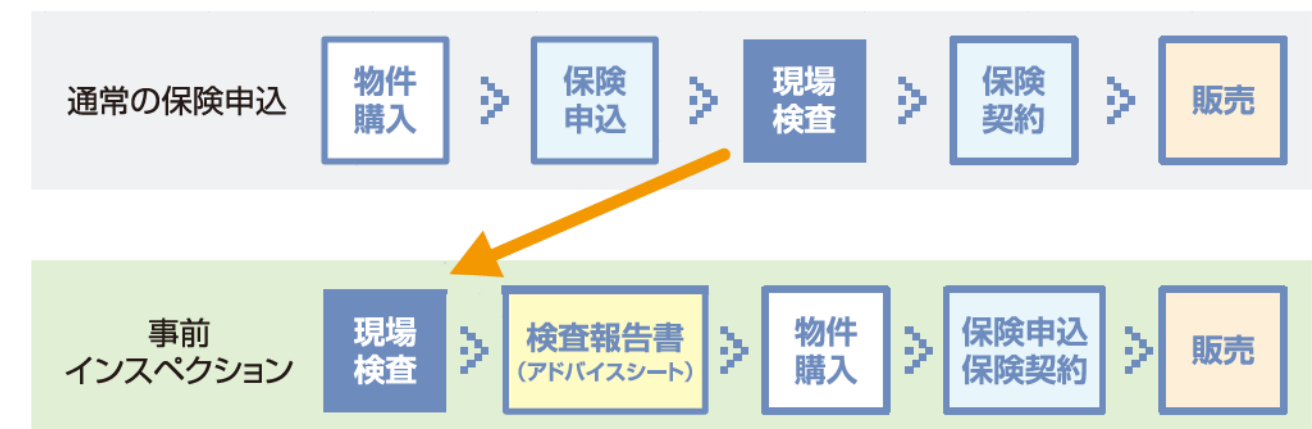 通常の保険申込
物件
購入
保険
申込
現場
検査
保険
契約
販売
事前
インスペクション
現場
検査
検査報告書
(アドバイスシート)
物件
購入
保険申込
保険契約
販売